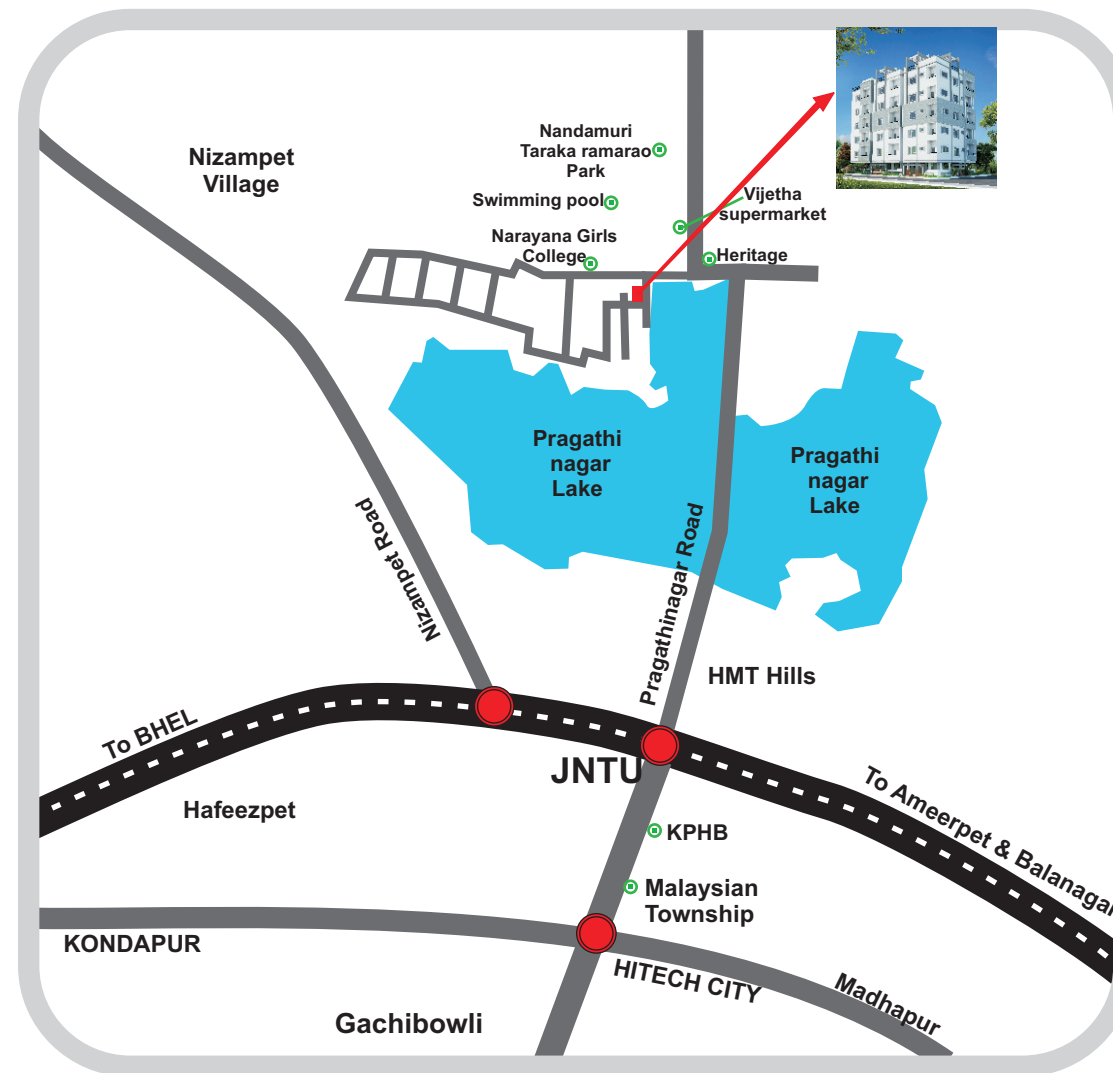 Nizampet
Village
Nandamuri
Taraka ramarao
Park
Swimming pool
Vijetha
supermarket
Narayana Girls
College
Heritage
Pragathi
nagar
Lake
Pragathi
nagar
Lake
Nizampet Road
Pragathinagar Road
HMT Hills
To BHEL
JNTU
Hafeezpet
To Ameerpet & Balanagar
KPHB
Malaysian
Township
KONDAPUR
HITECH CITY
Madhapur
Gachibowli